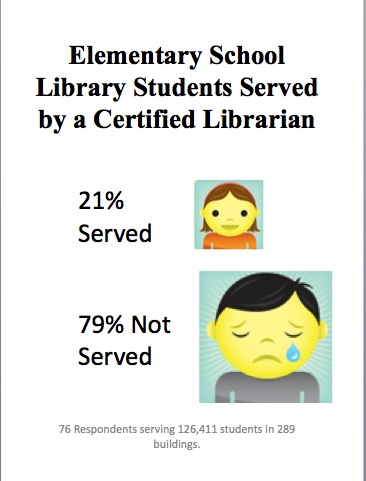 Elementary School
Library Students Served
by a Certified Librarian
21%
Served
79% Not
Served
76 Respondents serving 126,411 students in 289
buildings.